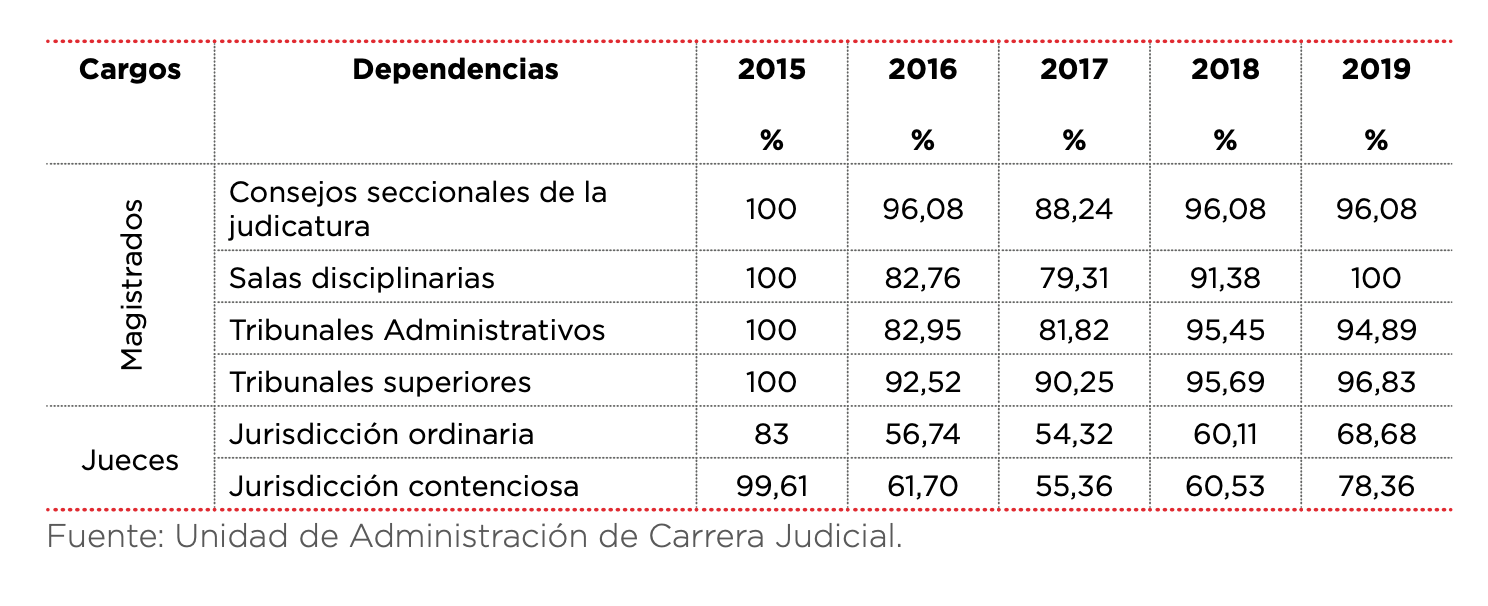 Cargos Dependencias 2015 2016 2017 2018 2019
% % % % %
Magistrados
Consejos seccionales de la
judicatura 100 96,08 88,24 96,08 96,08
Salas disciplinarias 100 82,76 79,31 91,38 100
Tribunales Administrativos 100 82,95 81,82 95,45 94,89
Tribunales superiores 100 92,52 90,25 95,69 96,83
Jueces
Jurisdicción ordinaria 83 56,74 54,32 60,11 68,68
Jurisdicción contenciosa 99,61 61,70 55,36 60,53 78,36
Fuente: Unidad de Administración de Carrera Judicial.